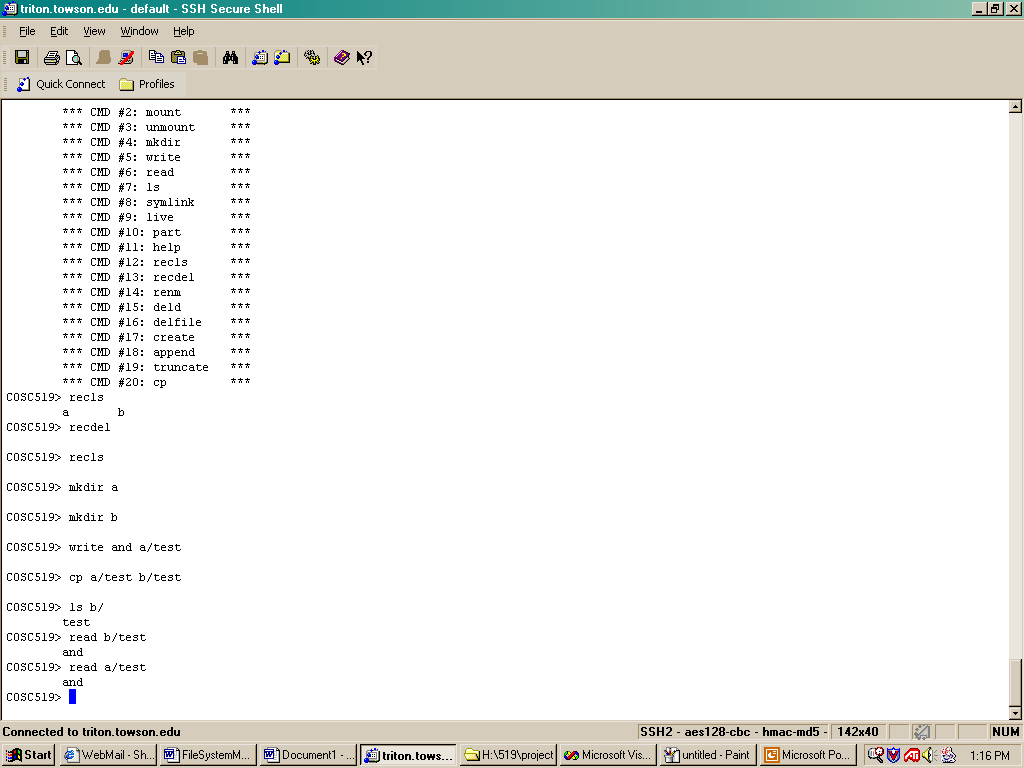 triton.towson.edu - default - SSH Secure Shell
File Edit View Window Help
Quick Connect Profiles
*** CMD #2: mount ***
*** CMD #3: unmount ***
*** CMD #4: mkdir ***
*** CMD #5: write ***
*** CMD #6: read ***
*** CMD #7: ls ***
*** CMD #8: symlink ***
*** CMD #9: live ***
*** CMD #10: part ***
*** CMD #11: help ***
*** CMD #12: recls ***
*** CMD #13: recdel ***
*** CMD #14: renm ***
*** CMD #15: deld ***
*** CMD #16: delfile ***
*** CMD #17: create ***
*** CMD #18: append ***
*** CMD #19: truncate ***
*** CMD #20: cp ***
COSC519> recls
a b
COSC519> recdel
COSC519> recls
COSC519> mkdir a
COSC519> mkdir b
COSC519> write and a/test
COSC519> cp a/test b/test
COSC519> ls b/
test
COSC519> read b/test
and
COSC519> read a/test
and
COSC519>
Connected to triton.towson.edu SSH2 - aes128-cbc - hmac-md5 - 142x40 NUM
Start WebMail - Sh... FileSystemM... Document1 - ... triton.tows... H:\519\project Microsoft Vis... untitled - Paint Microsoft Po... 1:16 PM